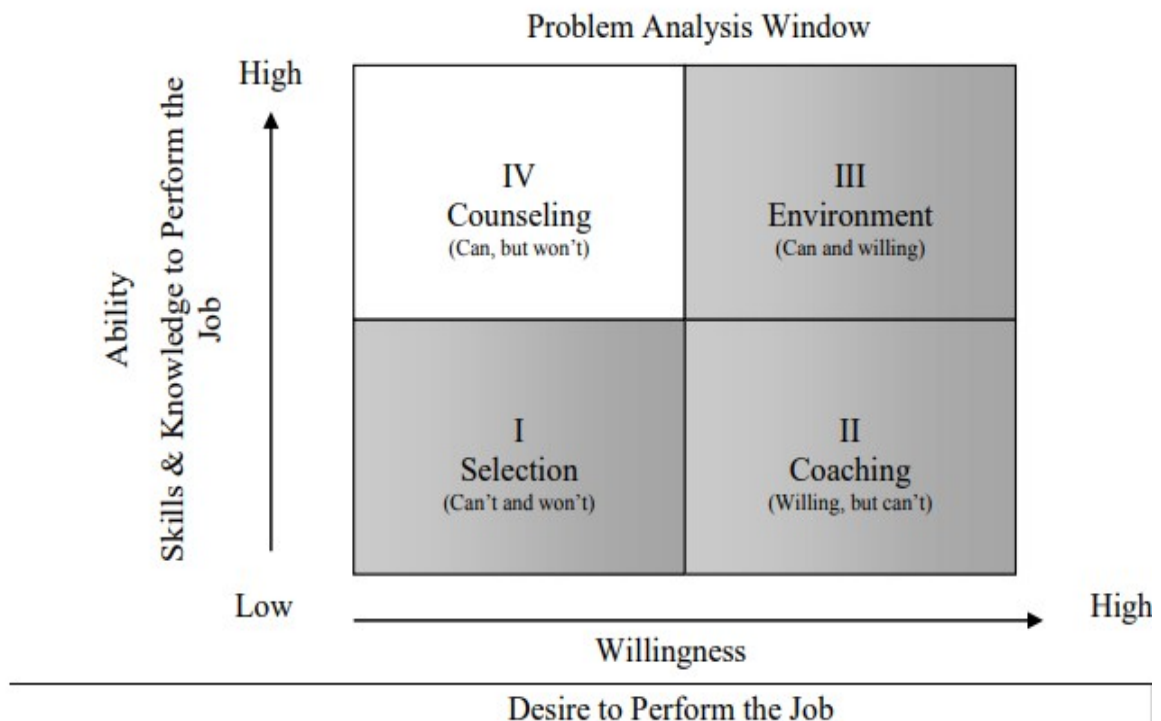 Problem Analysis Window
High
Ability
Skills & Knowledge to Perform the
Job
IV
Counseling
(Can, but won’t)
III
Environment
(Can and willing)
I
Selection
(Can’t and won’t)
II
Coaching
(Willing, but can’t)
Low
High
Willingness
Desire to Perform the Job